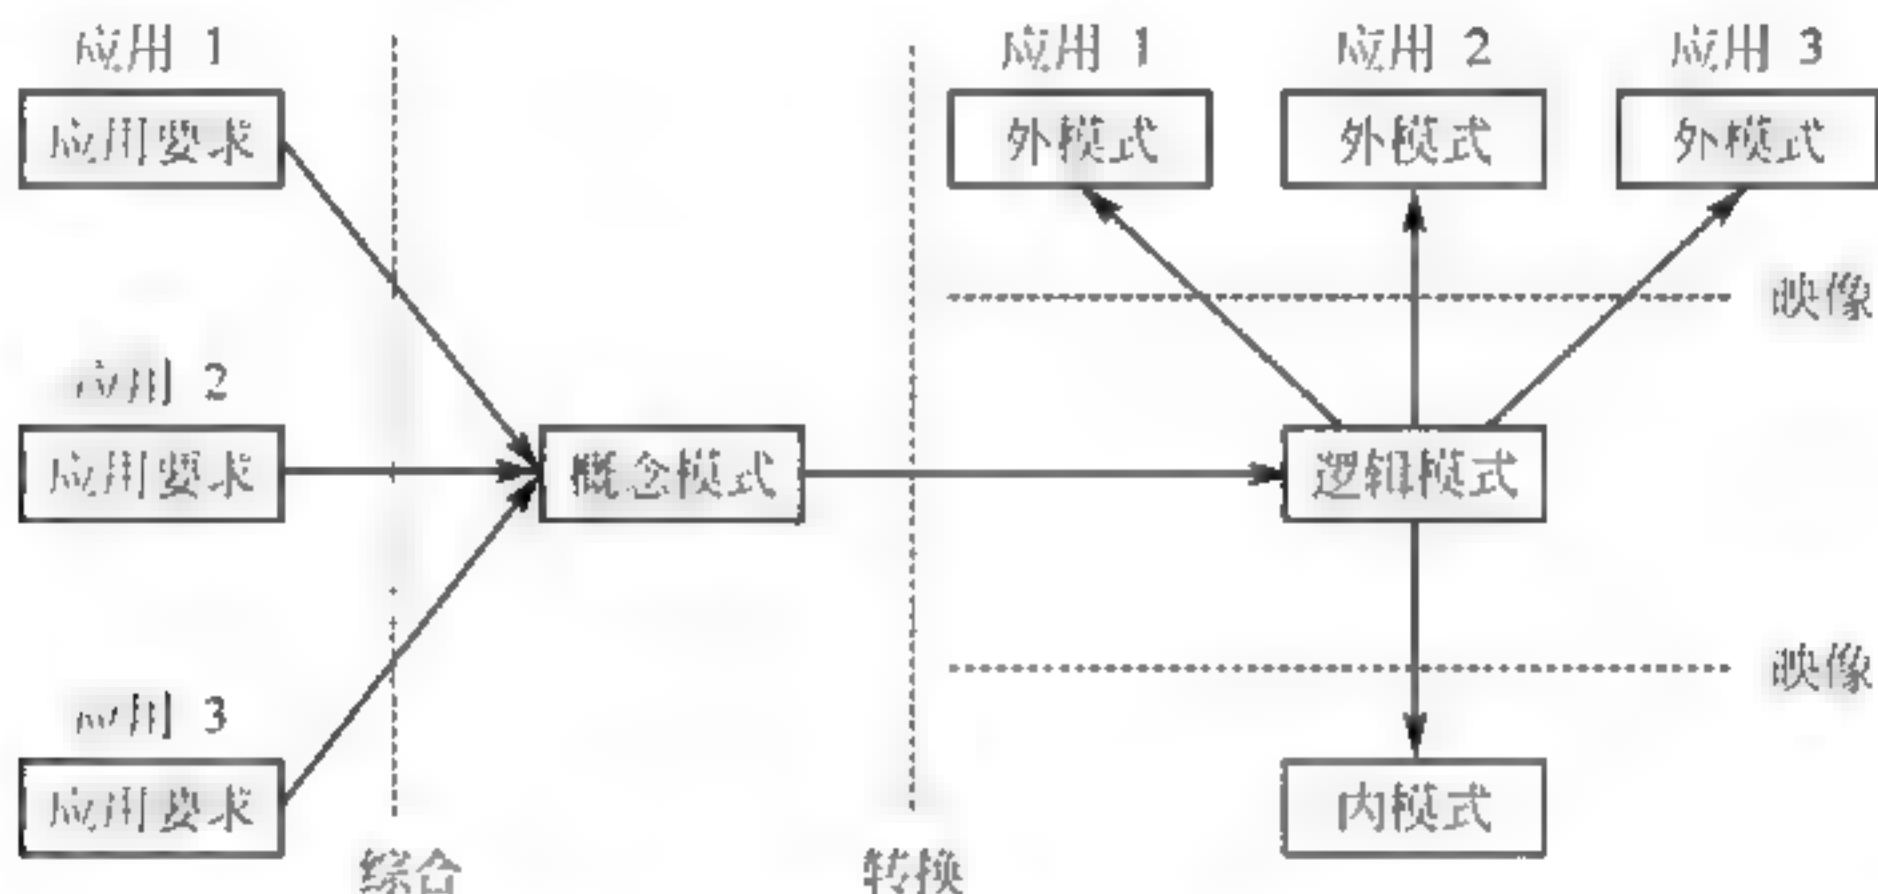 应用 1
应用要求
应用 2
应用要求
应用 3
应用要求
综合
概念模式
转换
应用 1
外模式
应用 2
外模式
应用 3
外模式
映像
逻辑模式
映像
内模式